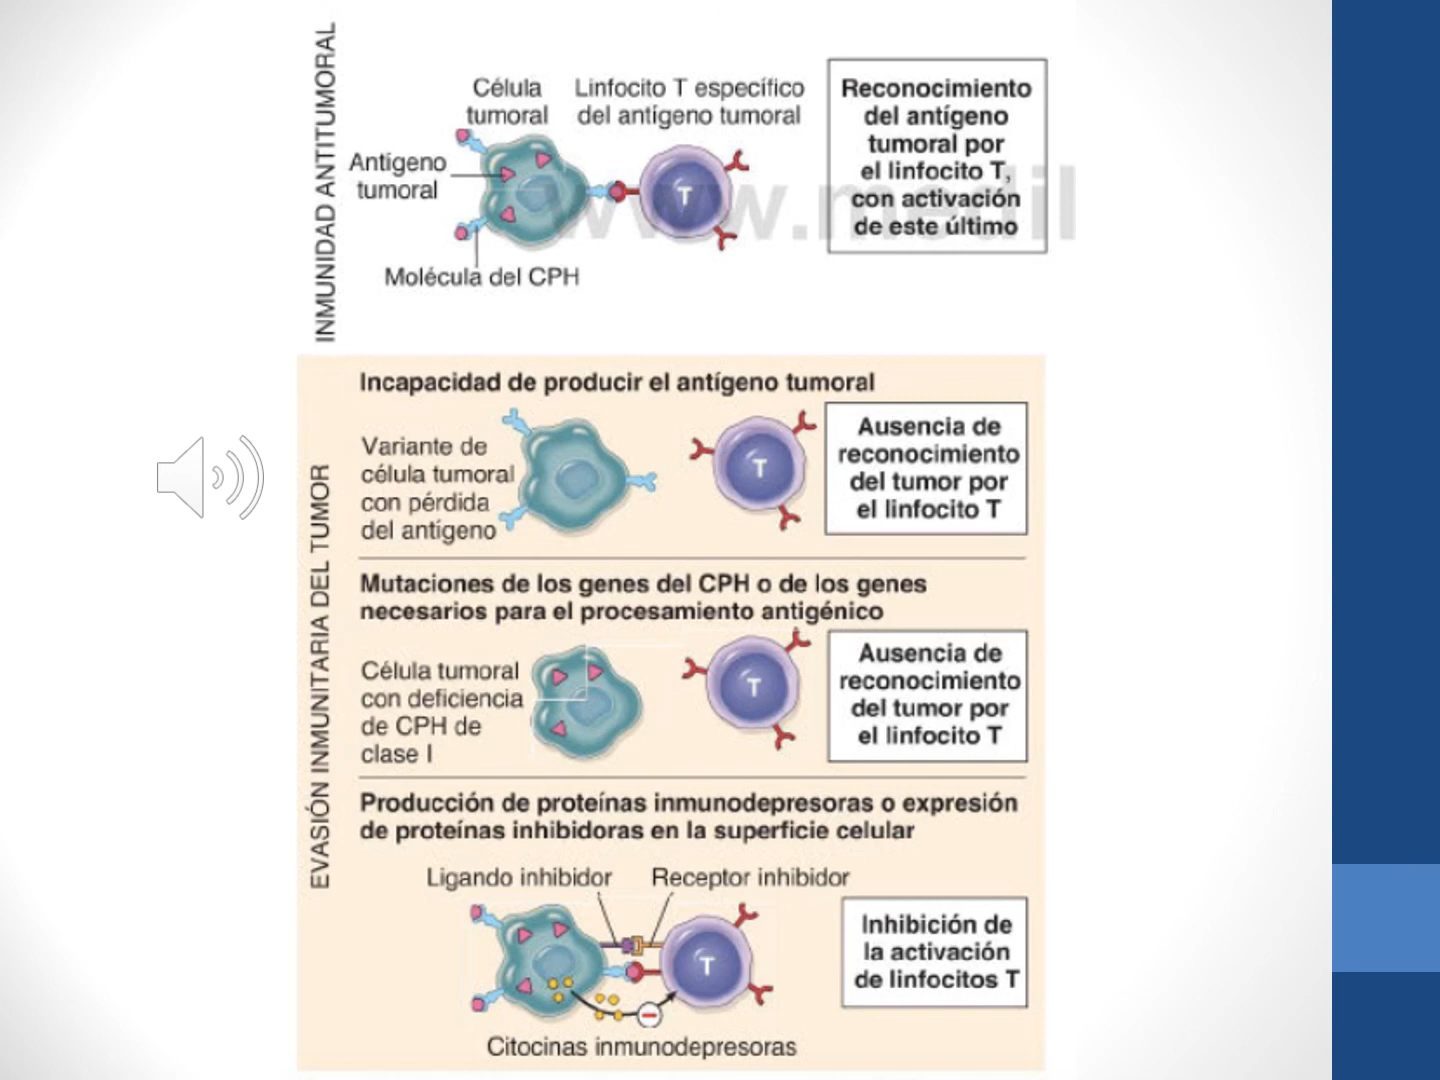 INMUNIDAD ANTITUMORAL
Célula
tumoral
Linfocito T específico
del antígeno tumoral
Antígeno
tumoral
T
Molécula del CPH
Reconocimiento
del antígeno
tumoral por
el linfocito T,
con activación
de este último
www.medil
EVASIÓN INMUNITARIA DEL TUMOR
Incapacidad de producir el antígeno tumoral
Variante de
célula tumoral
con pérdida
del antígeno
T
Ausencia de
reconocimiento
del tumor por
el linfocito T
Mutaciones de los genes del CPH o de los genes
necesarios para el procesamiento antigénico
Célula tumoral
con deficiencia
de CPH de
clase I
T
Ausencia de
reconocimiento
del tumor por
el linfocito T
Producción de proteínas inmunodepresoras o expresión
de proteínas inhibidoras en la superficie celular
Ligando inhibidor
Receptor inhibidor
T
Inhibición de
la activación
de linfocitos T
Citocinas inmunodepresoras